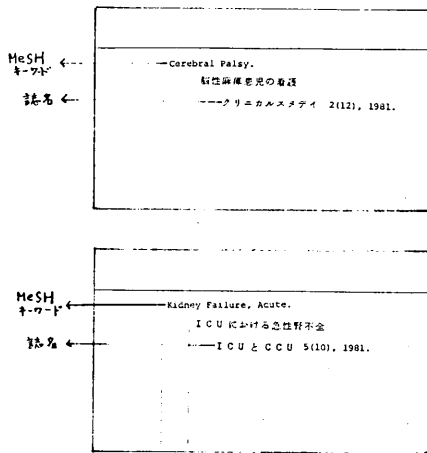 MeSH
キーワード
Cerebral Palsy.
脳性麻痺患児の看護
誌名
クリニカルスタディ 2(12), 1981.
MeSH
キーワード
Kidney Failure, Acute.
ICUにおける急性腎不全
誌名
ICUとCCU 5(10), 1981.